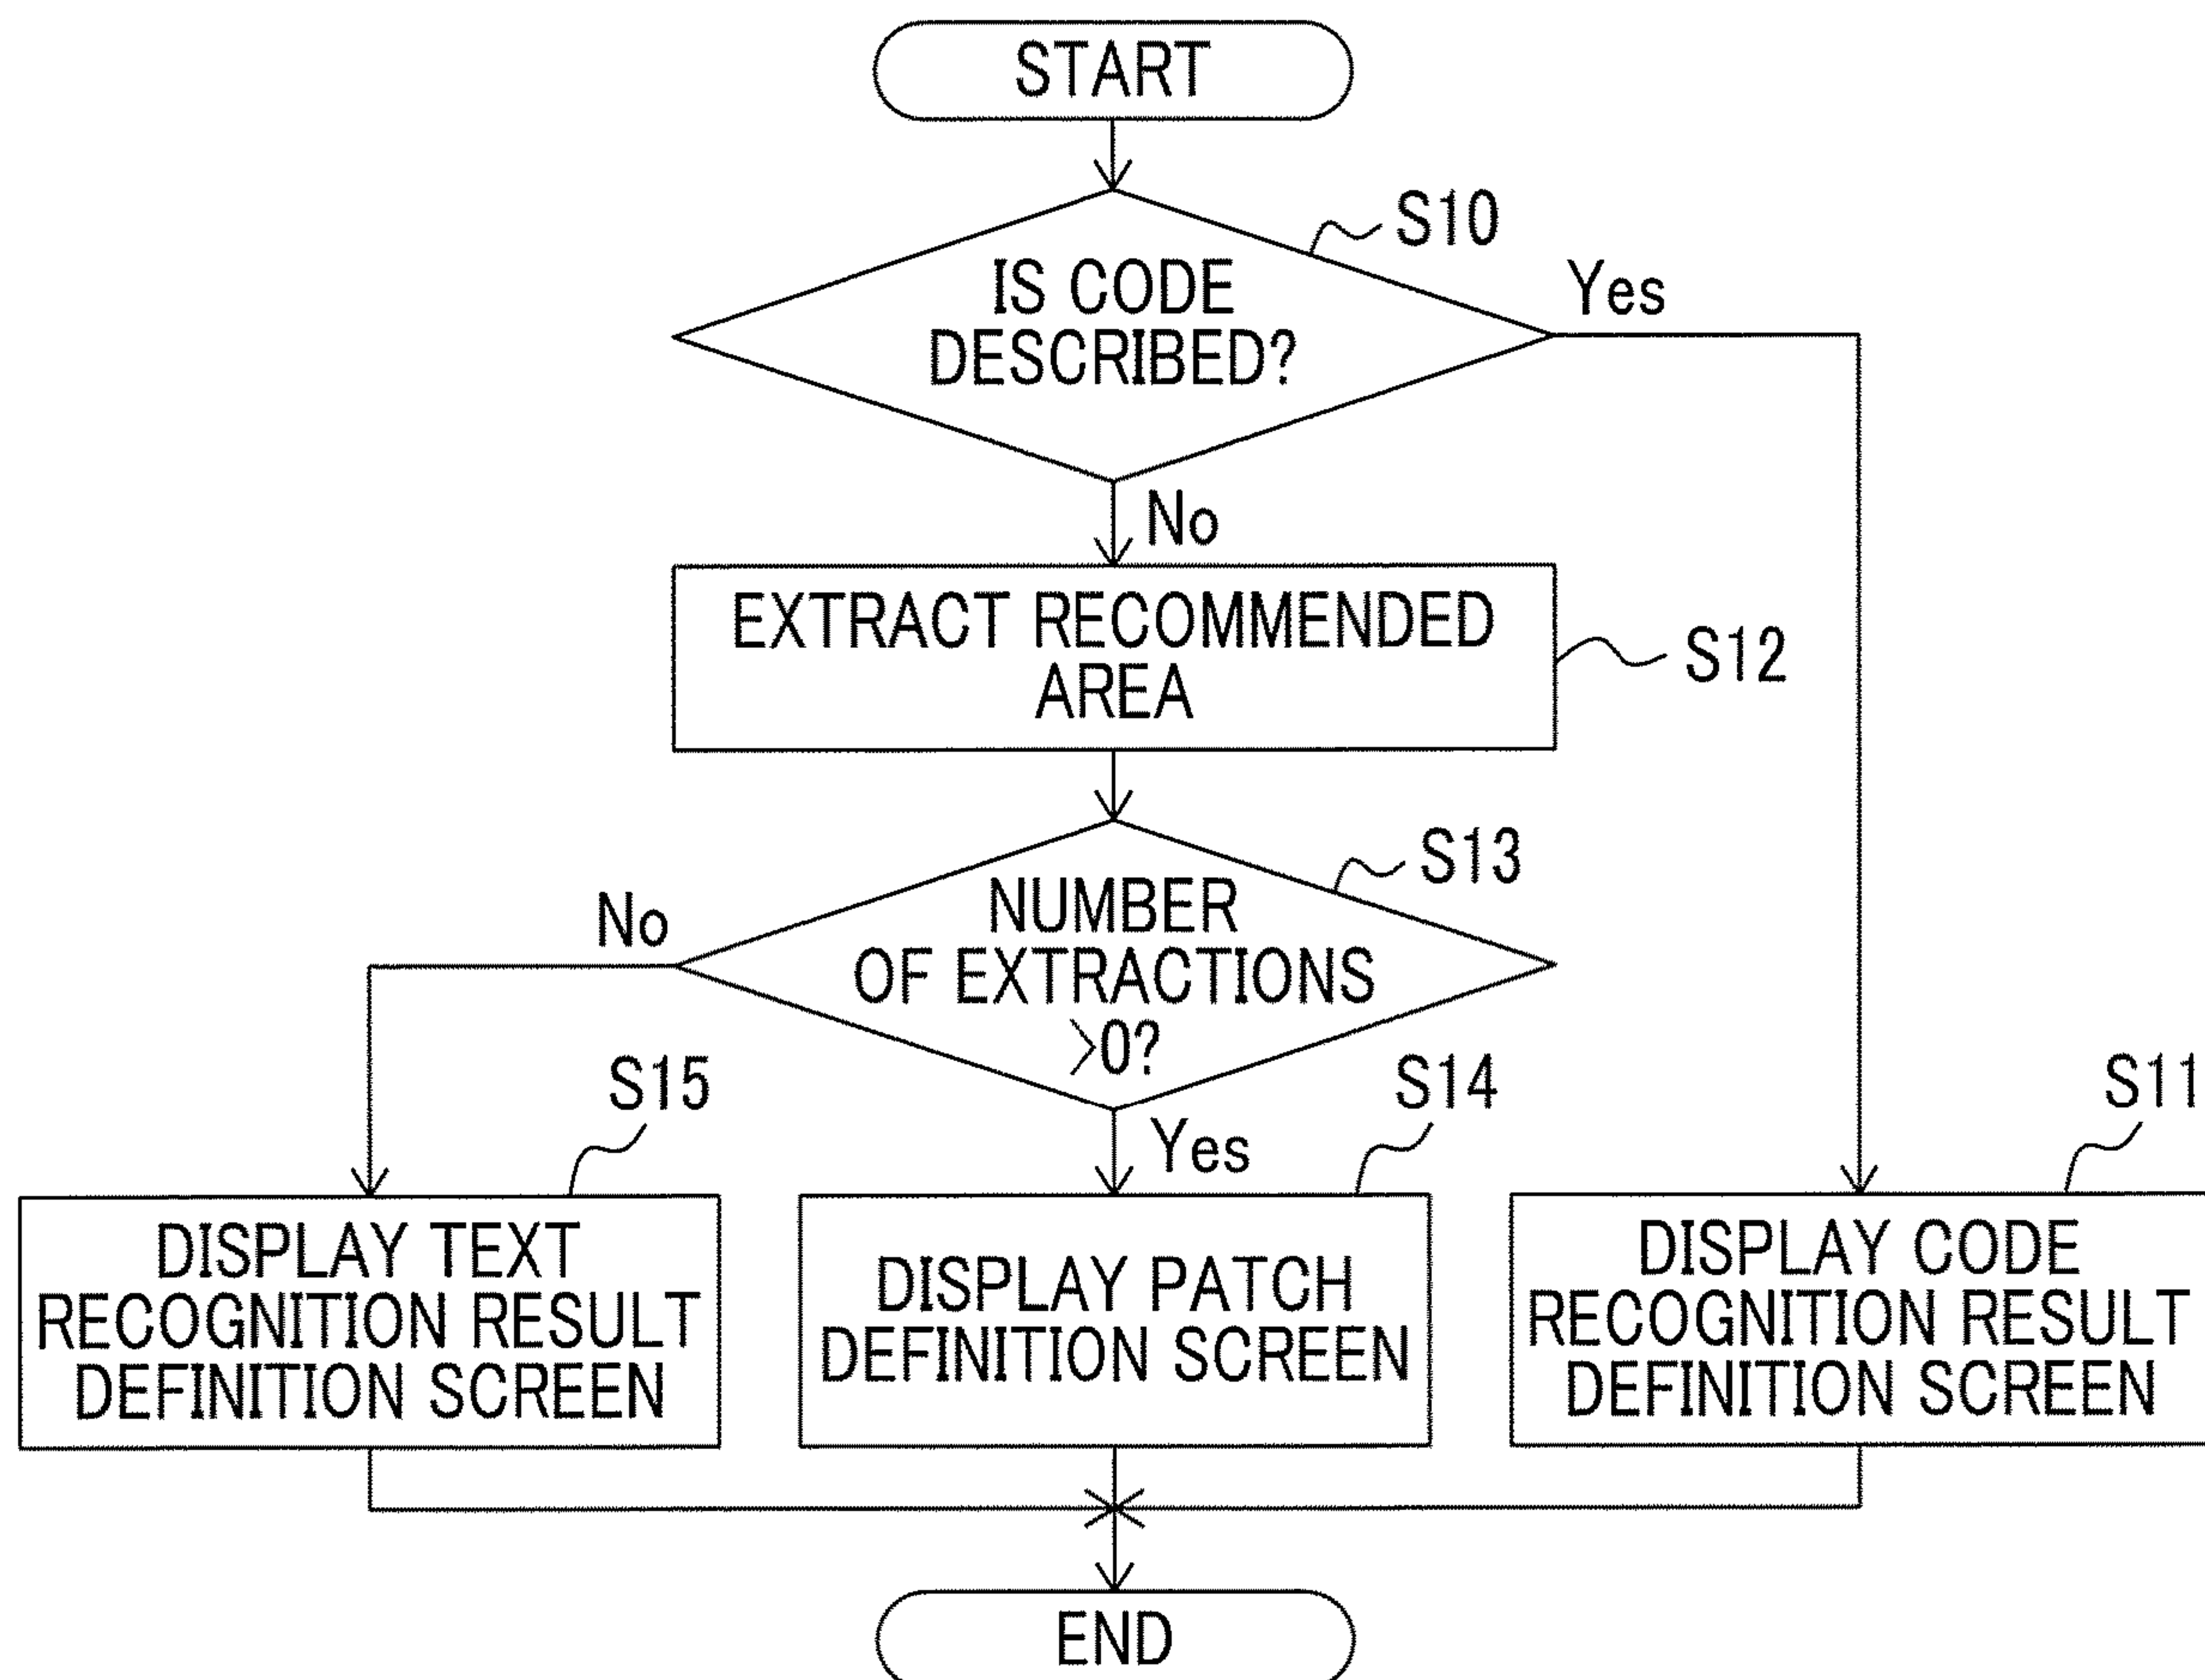 START
S10
IS CODE
DESCRIBED?
Yes
No
EXTRACT RECOMMENDED
AREA
S12
S13
NUMBER
OF EXTRACTIONS
>0?
No
Yes
S15
S14
S11
DISPLAY TEXT
RECOGNITION RESULT
DEFINITION SCREEN
DISPLAY PATCH
DEFINITION SCREEN
DISPLAY CODE
RECOGNITION RESULT
DEFINITION SCREEN
END